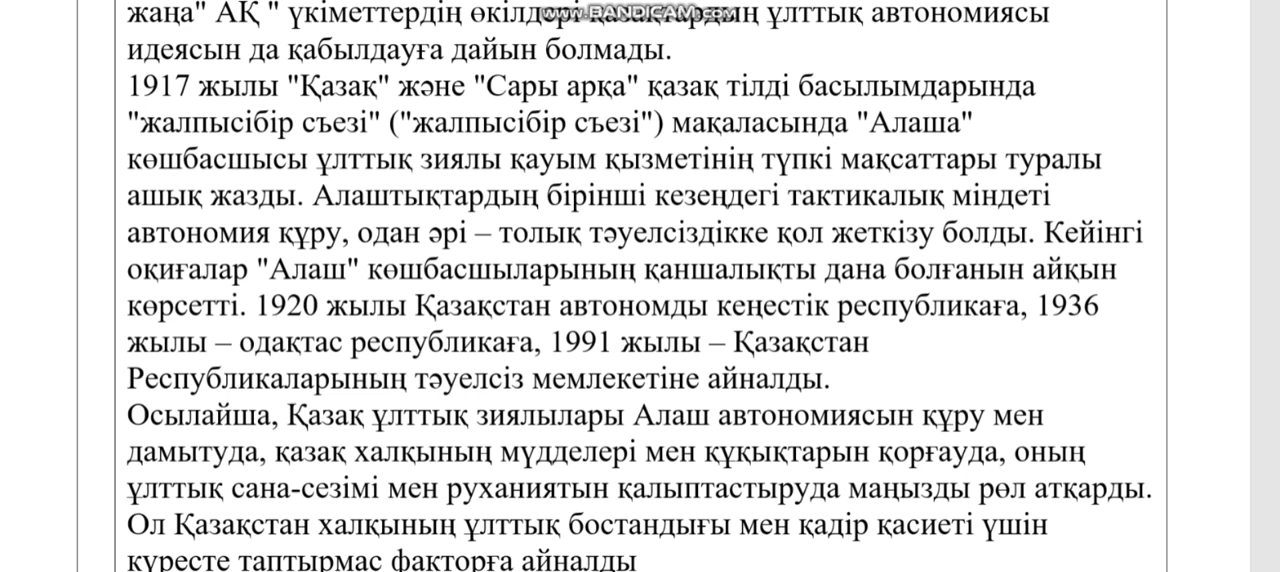 жаңа" АҚ " үкіметтердің өкілдері қазақтардың ұлттық автономиясы
www.BANDICAM.com
идеясын да қабылдауға дайын болмады.
1917 жылы "Қазақ" және "Сары арқа" қазақ тілді басылымдарында
"жалпысібір съезі" ("жалпысібір съезі") мақаласында "Алаша"
көшбасшысы ұлттық зиялы қауым қызметінің түпкі мақсаттары туралы
ашық жазды. Алаштықтардың бірінші кезеңдегі тактикалық міндеті
автономия құру, одан әрі – толық тәуелсіздікке қол жеткізу болды. Кейінгі
оқиғалар "Алаш" көшбасшыларының қаншалықты дана болғанын айқын
көрсетті. 1920 жылы Қазақстан автономды кеңестік республикаға, 1936
жылы – одақтас республикаға, 1991 жылы – Қазақстан
Республикаларының тәуелсіз мемлекетіне айналды.
Осылайша, Қазақ ұлттық зиялылары Алаш автономиясын құру мен
дамытуда, қазақ халқының мүдделері мен құқықтарын қорғауда, оның
ұлттық сана-сезімі мен руханиятын қалыптастыруда маңызды рөл атқарды.
Ол Қазақстан халқының ұлттық бостандығы мен қадір қасиеті үшін
күресте таптырмас факторға айналды